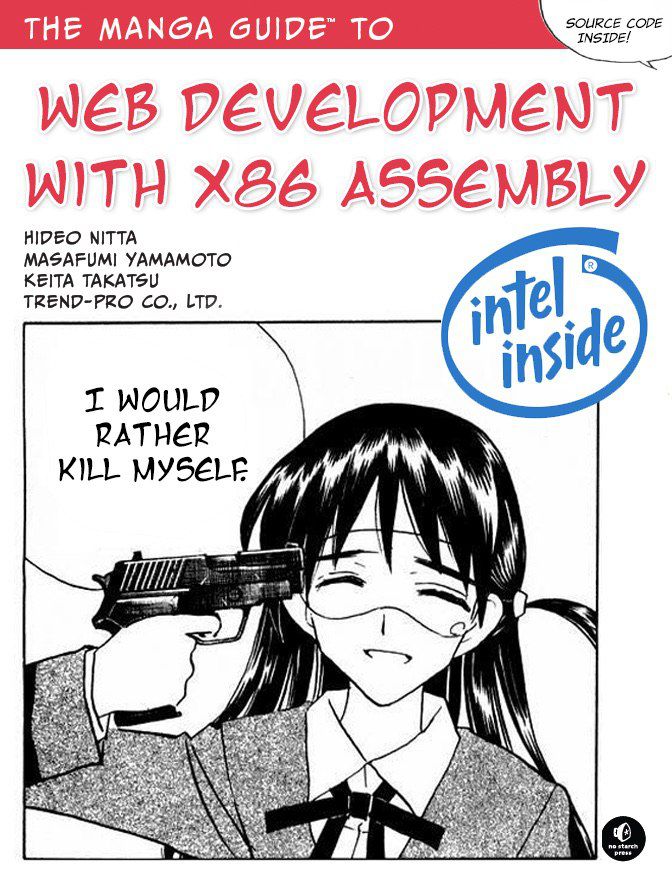 THE MANGA GUIDE™ TO
SOURCE CODE
INSIDE!
WEB DEVELOPMENT
WITH X86 ASSEMBLY
HIDEO NITTA
MASAFUMI YAMAMOTO
KEITA TAKATSU
TREND-PRO CO., LTD.
intel®
inside
I WOULD
RATHER
KILL MYSELF.
no starch
press